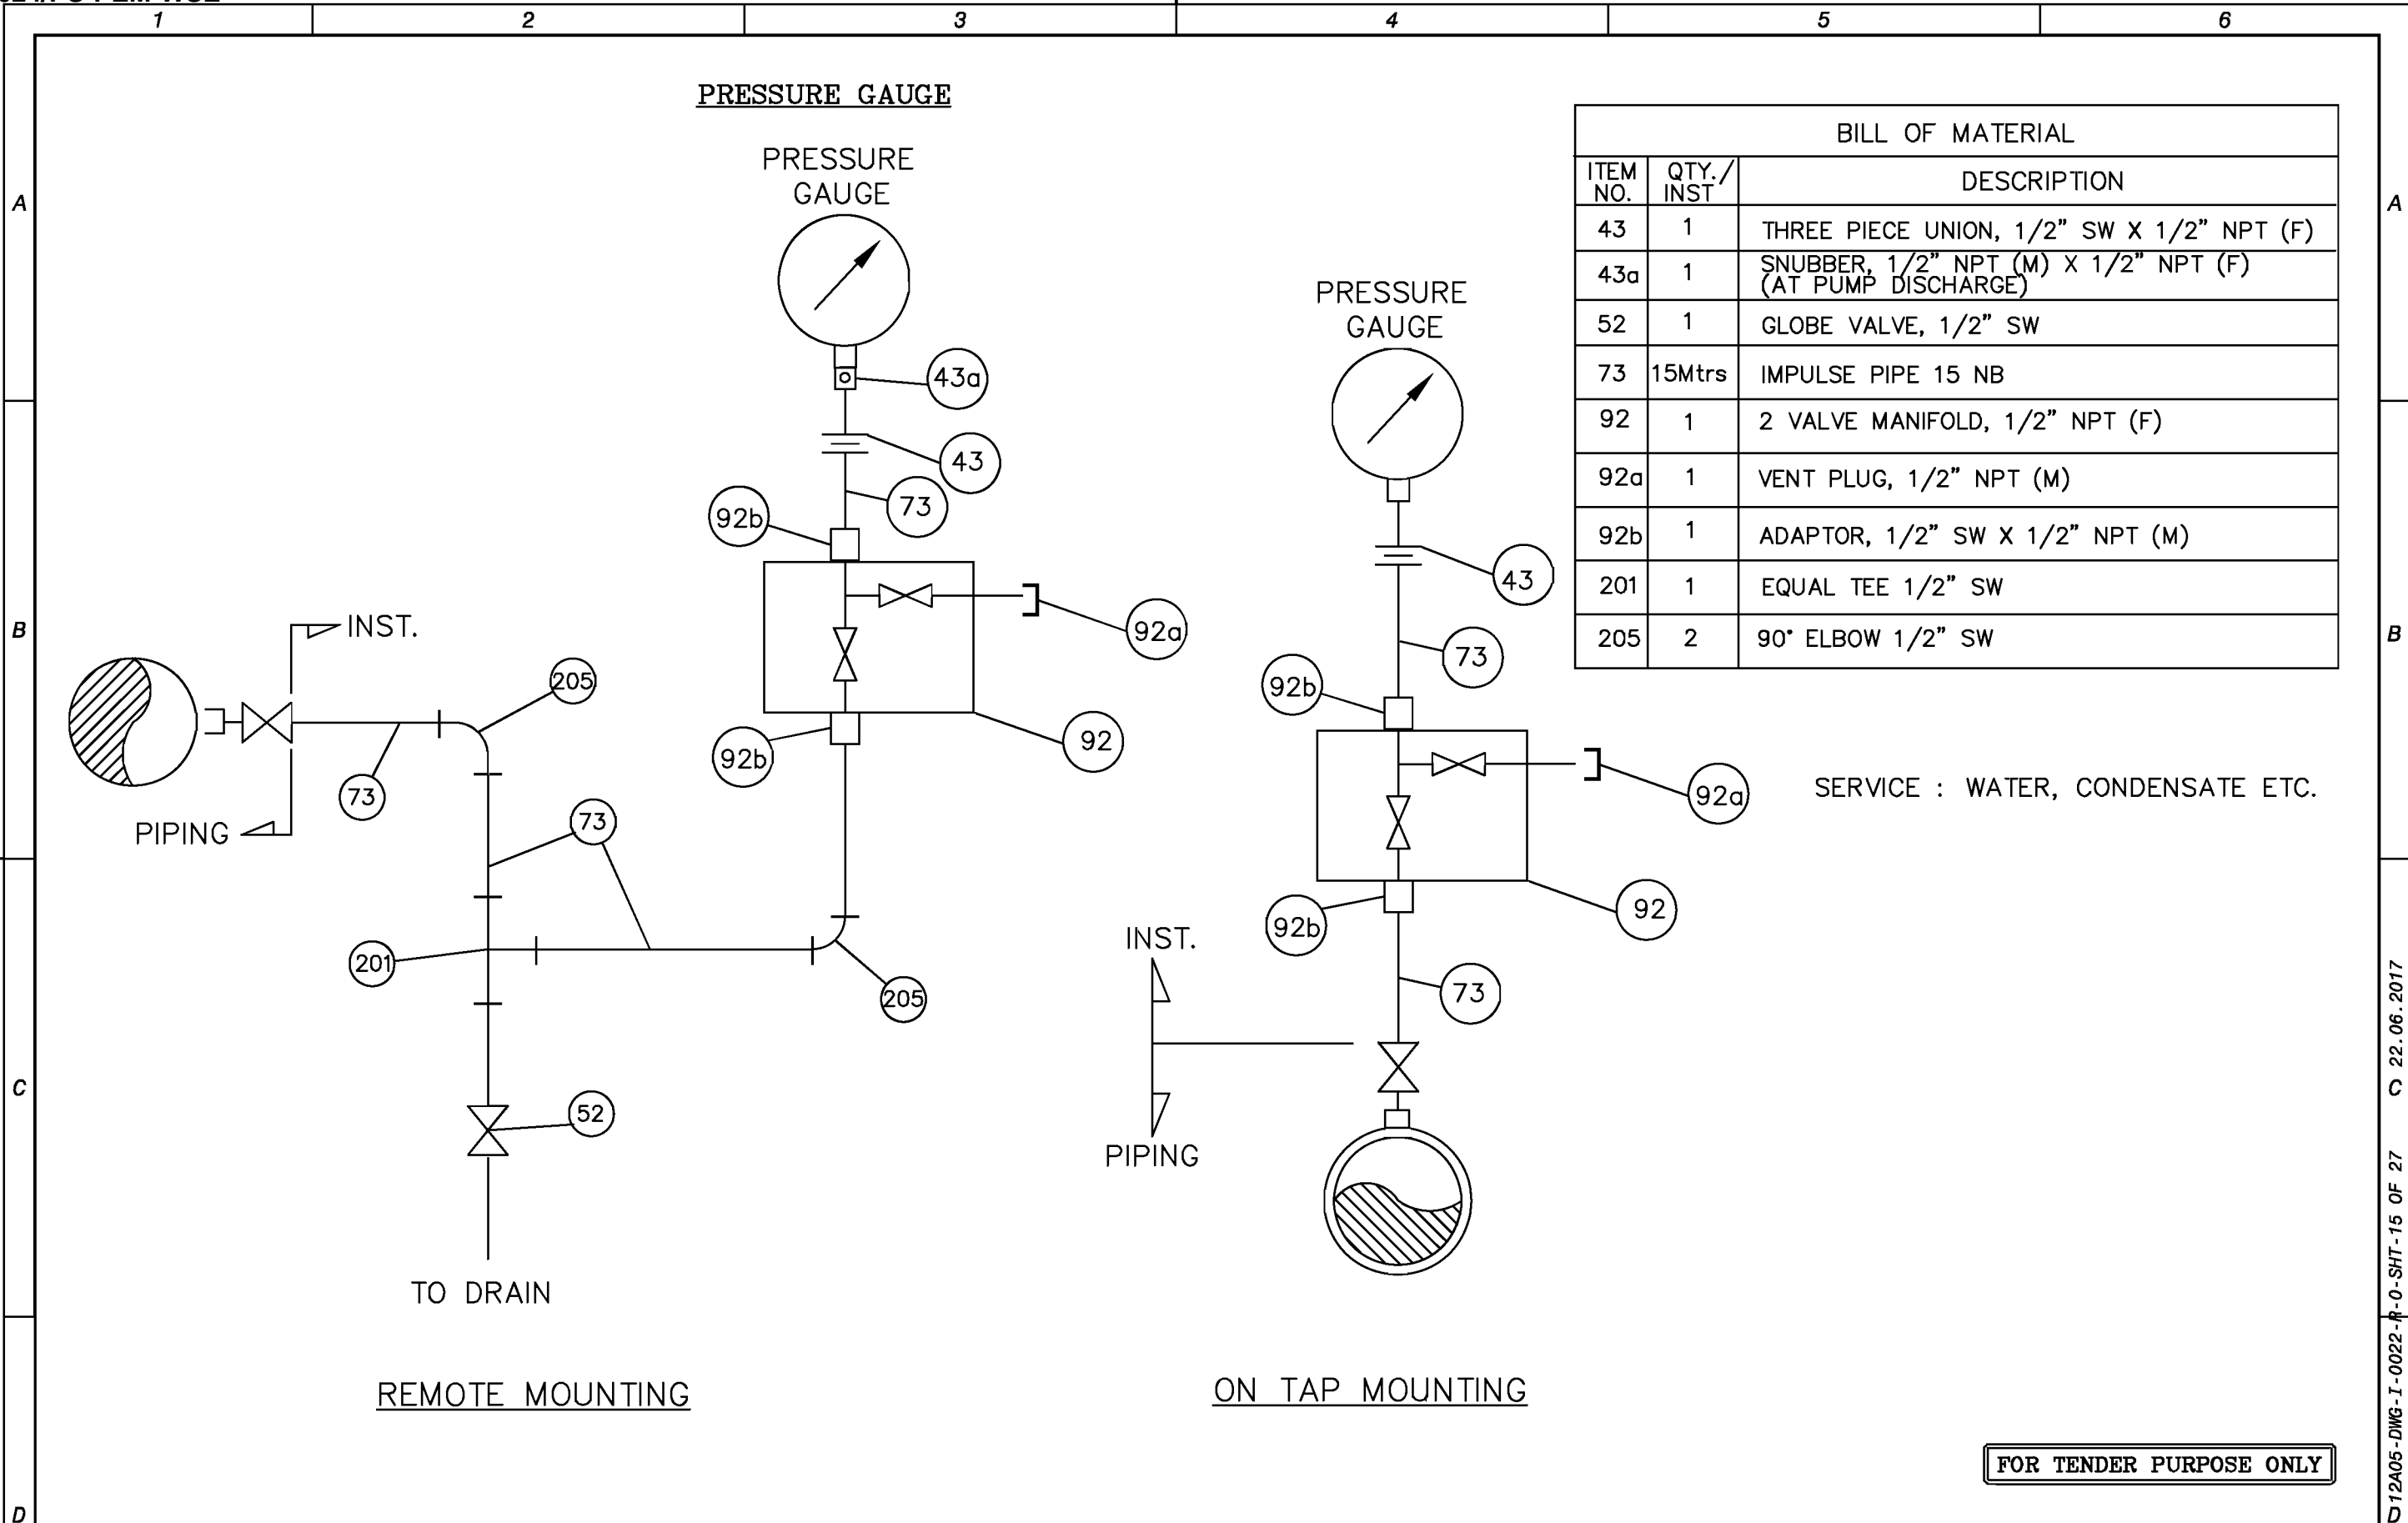 1 2 3 4 5 6
PRESSURE GAUGE
PRESSURE
GAUGE
43a
43
73
92b
92a
92
92b
INST.
PIPING
205
73
73
201
205
52
TO DRAIN
REMOTE MOUNTING
PRESSURE
GAUGE
43
73
92b
92a
92
92b
73
INST.
PIPING
ON TAP MOUNTING
BILL OF MATERIAL
ITEM NO. QTY./ INST DESCRIPTION
43 1 THREE PIECE UNION, 1/2” SW X 1/2” NPT (F)
43a 1 SNUBBER, 1/2” NPT (M) X 1/2” NPT (F)
(AT PUMP DISCHARGE)
52 1 GLOBE VALVE, 1/2” SW
73 15Mtrs IMPULSE PIPE 15 NB
92 1 2 VALVE MANIFOLD, 1/2” NPT (F)
92a 1 VENT PLUG, 1/2” NPT (M)
92b 1 ADAPTOR, 1/2” SW X 1/2” NPT (M)
201 1 EQUAL TEE 1/2” SW
205 2 90° ELBOW 1/2” SW
SERVICE : WATER, CONDENSATE ETC.
FOR TENDER PURPOSE ONLY
A
B
C
D
A
B
C
D
12A05-DWG-I-0022-R-0-SHT-15 OF 27 22.06.2017